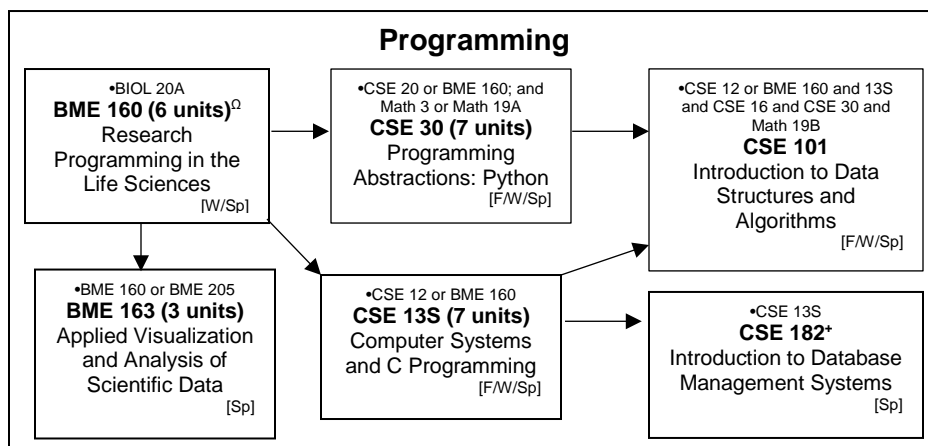 Programming
•BIOL 20A
BME 160 (6 units)Ω
Research
Programming in the
Life Sciences
[W/Sp]
•CSE 20 or BME 160; and
Math 3 or Math 19A
CSE 30 (7 units)
Programming
Abstractions: Python
[F/W/Sp]
•CSE 12 or BME 160 and 13S
and CSE 16 and CSE 30 and
Math 19B
CSE 101
Introduction to Data
Structures and
Algorithms
[F/W/Sp]
•BME 160 or BME 205
BME 163 (3 units)
Applied Visualization
and Analysis of
Scientific Data
[Sp]
•CSE 12 or BME 160
CSE 13S (7 units)
Computer Systems
and C Programming
[F/W/Sp]
•CSE 13S
CSE 182+
Introduction to Database
Management Systems
[Sp]